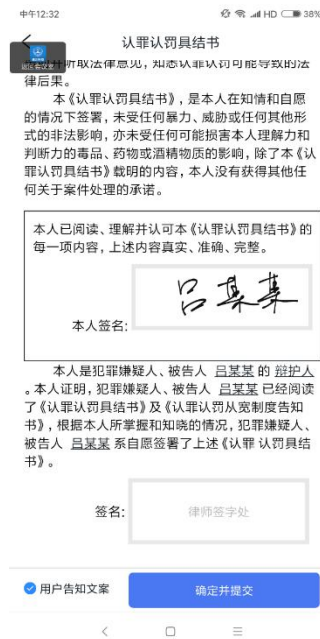 中午12:32 HD 38%
认罪认罚具结书
律后果。
本《认罪认罚具结书》,是本人在知情和自愿
的情况下签署,未受任何暴力、威胁或任何其他形
式的非法影响,亦未受任何可能损害本人理解力和
判断力的毒品、药物或酒精物质的影响,除了本《认
罪认罚具结书》载明的内容,本人没有获得其他任
何关于案件处理的承诺。
本人已阅读、理解并认可本《认罪认罚具结书》的
每一项内容,上述内容真实、准确、完整。
吕某某
本人签名:
本人是犯罪嫌疑人、被告人 吕某某 的 辩护人
。本人证明,犯罪嫌疑人、被告人 吕某某 已经阅读
了《认罪认罚具结书》及《认罪认罚从宽制度告知
书》,根据本人所掌握和知晓的情况,犯罪嫌疑人、
被告人 吕某某 系自愿签署了上述《认罪 认罚具结
书》。
签名: 律师签字处
用户告知文案 确定并提交